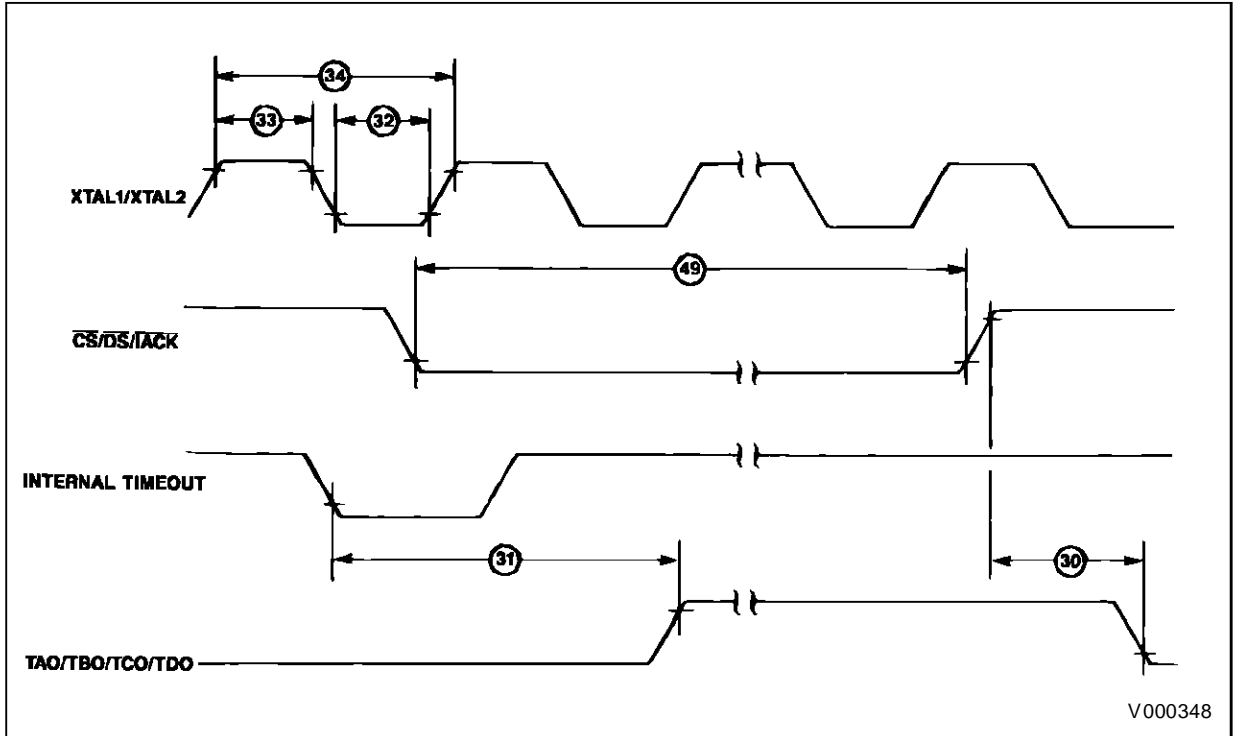 34
33
32
XTAL1/XTAL2
49
CS/DS/IACK
INTERNAL TIMEOUT
31
30
TAO/TBO/TCO/TDO
V000348